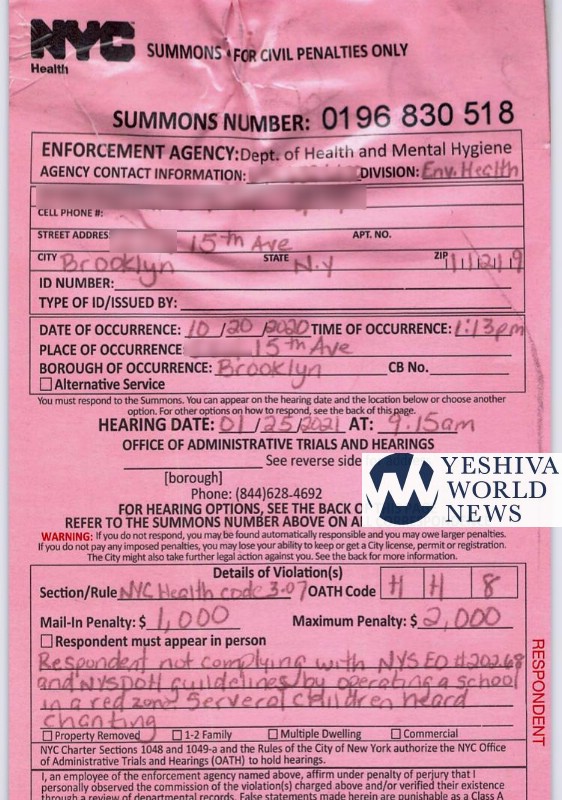 NYC
Health
SUMMONS FOR CIVIL PENALTIES ONLY
SUMMONS NUMBER: 0196 830 518
ENFORCEMENT AGENCY: Dept. of Health and Mental Hygiene
AGENCY CONTACT INFORMATION: DIVISION: Env. Health
CELL PHONE #:
STREET ADDRES 15th Ave APT. NO.
CITY Brooklyn STATE N.Y ZIP 11219
ID NUMBER:
TYPE OF ID/ISSUED BY:
DATE OF OCCURRENCE: 10/20/2020 TIME OF OCCURRENCE: 1:13pm
PLACE OF OCCURRENCE: 15th Ave
BOROUGH OF OCCURRENCE: Brooklyn CB No.
Alternative Service
You must respond to the Summons. You can appear on the hearing date and the location below or choose another
option. For other options on how to respond, see the back of this page.
HEARING DATE: 01/25/2021 AT: 9:15am
OFFICE OF ADMINISTRATIVE TRIALS AND HEARINGS
See reverse side
[borough]
Phone: (844)628-4692
YESHIVA
WORLD
NEWS
FOR HEARING OPTIONS, SEE THE BACK O
REFER TO THE SUMMONS NUMBER ABOVE ON A
WARNING: If you do not respond, you may be found automatically responsible and you may owe larger penalties.
If you do not pay any imposed penalties, you may lose your ability to keep or get a City license, permit or registration.
The City might also take further legal action against you. See the back for more information.
Details of Violation(s)
Section/Rule NYC Health code 3.07 OATH Code H H 8
Mail-In Penalty: $ 1,000 Maximum Penalty: $ 2,000
Respondent must appear in person
Respondent not complying with NYS EO #202.68
and NYSDOH guildelines by operating a school
in a red zone. Serveral children heard
chanting
Property Removed 1-2 Family Multiple Dwelling Commercial
NYC Charter Sections 1048 and 1049-a and the Rules of the City of New York authorize the NYC Office
of Administrative Trials and Hearings (OATH) to hold hearings.
I, an employee of the enforcement agency named above, affirm under penalty of perjury that I
personally observed the commission of the violation(s) charged above and/or verified their existence
through a review of departmental records. False statements made herein are punishable as a Class A
RESPONDENT